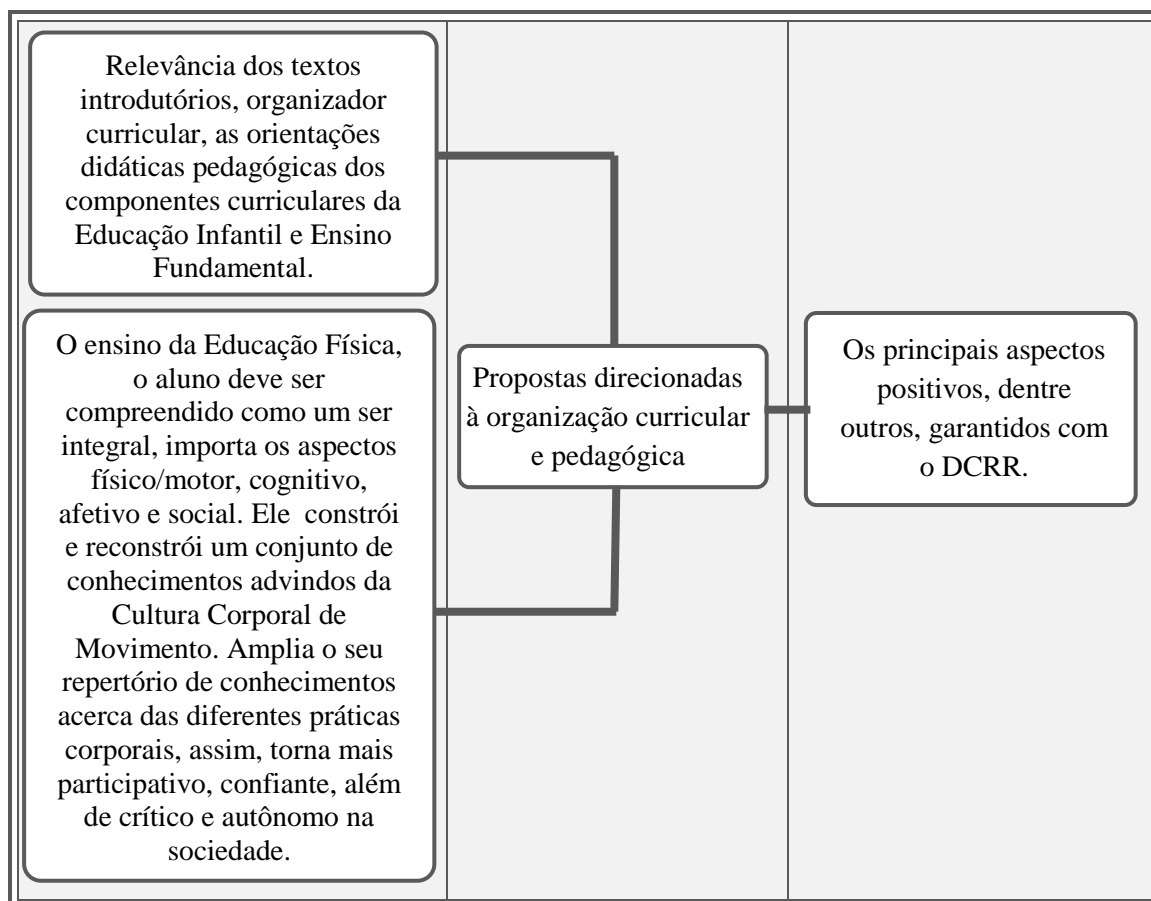 Relevância dos textos
introdutórios, organizador
curricular, as orientações
didáticas pedagógicas dos
componentes curriculares da
Educação Infantil e Ensino
Fundamental.
O ensino da Educação Física,
o aluno deve ser
compreendido como um ser
integral, importa os aspectos
físico/motor, cognitivo,
afetivo e social. Ele constrói
e reconstrói um conjunto de
conhecimentos advindos da
Cultura Corporal de
Movimento. Amplia o seu
repertório de conhecimentos
acerca das diferentes práticas
corporais, assim, torna mais
participativo, confiante, além
de crítico e autônomo na
sociedade.
Propostas direcionadas
à organização curricular
e pedagógica
Os principais aspectos
positivos, dentre
outros, garantidos com
o DCRR.